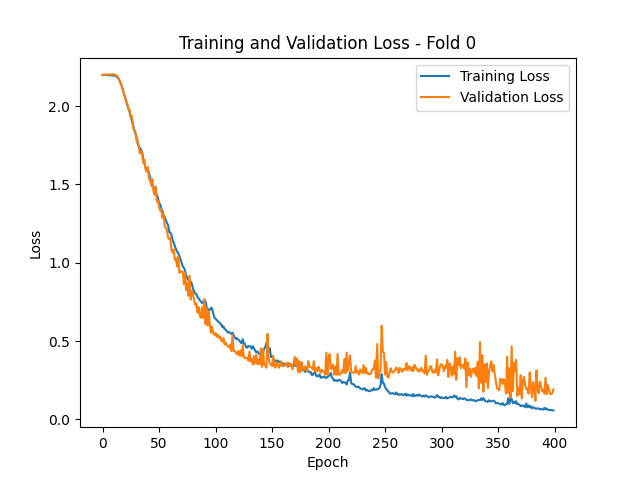 Training and Validation Loss - Fold 0
Training Loss
Validation Loss
Loss
2.0
1.5
1.0
0.5
0.0
0 50 100 150 200 250 300 350 400
Epoch